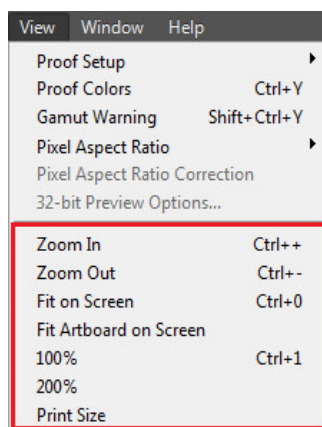 View Window Help
Proof Setup
Proof Colors Ctrl+Y
Gamut Warning Shift+Ctrl+Y
Pixel Aspect Ratio
Pixel Aspect Ratio Correction
32-bit Preview Options...
Zoom In Ctrl++
Zoom Out Ctrl+-
Fit on Screen Ctrl+0
Fit Artboard on Screen
100% Ctrl+1
200%
Print Size